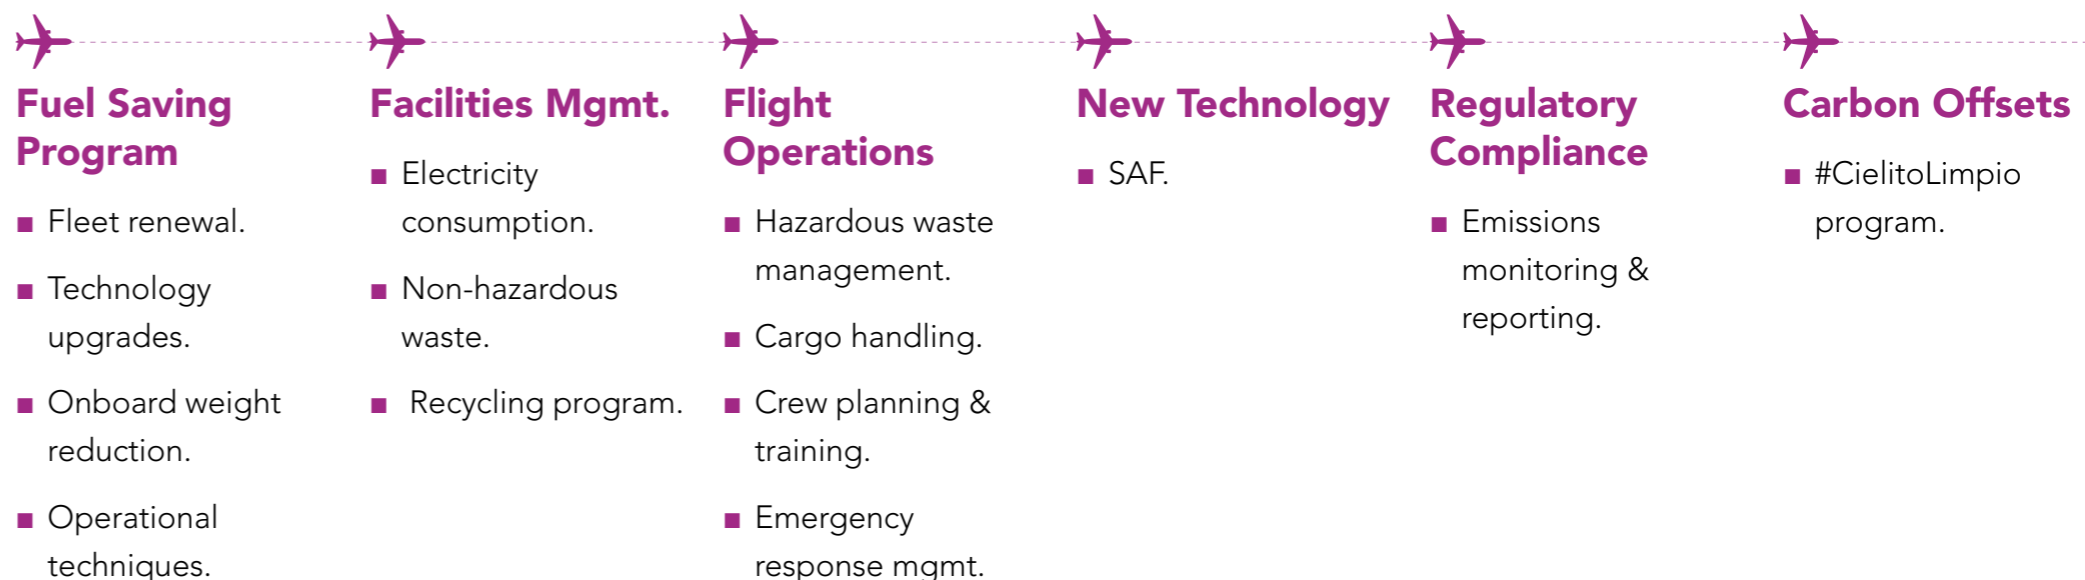 Fuel Saving
Program
■ Fleet renewal.
■ Technology
upgrades.
■ Onboard weight
reduction.
■ Operational
techniques.
Facilities Mgmt.
■ Electricity
consumption.
■ Non-hazardous
waste.
■ Recycling program.
Flight
Operations
■ Hazardous waste
management.
■ Cargo handling.
■ Crew planning &
training.
■ Emergency
response mgmt.
New Technology
■ SAF.
Regulatory
Compliance
■ Emissions
monitoring &
reporting.
Carbon Offsets
■ #CielitoLimpio
program.